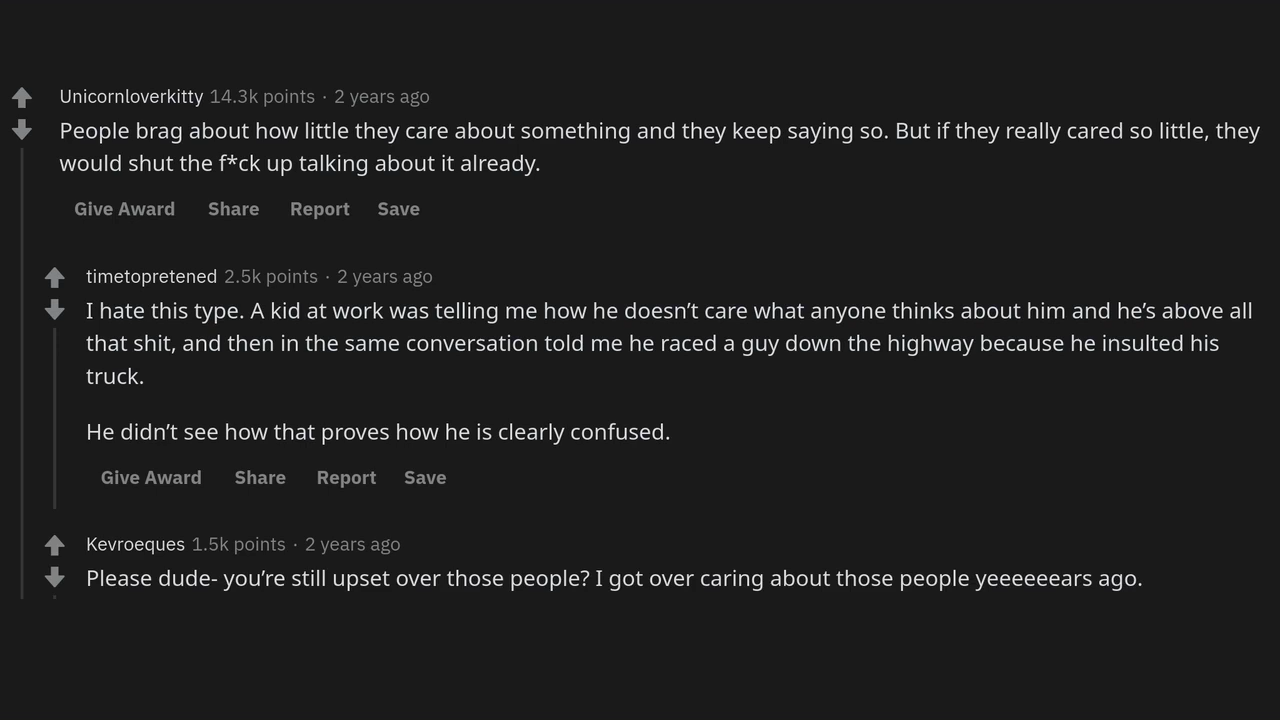 Unicornloverkitty 14.3k points · 2 years ago
People brag about how little they care about something and they keep saying so. But if they really cared so little, they
would shut the f*ck up talking about it already.
Give Award Share Report Save
timetopretened 2.5k points · 2 years ago
I hate this type. A kid at work was telling me how he doesn’t care what anyone thinks about him and he’s above all
that shit, and then in the same conversation told me he raced a guy down the highway because he insulted his
truck.
He didn’t see how that proves how he is clearly confused.
Give Award Share Report Save
Kevroeques 1.5k points · 2 years ago
Please dude- you’re still upset over those people? I got over caring about those people yeeeeeears ago.